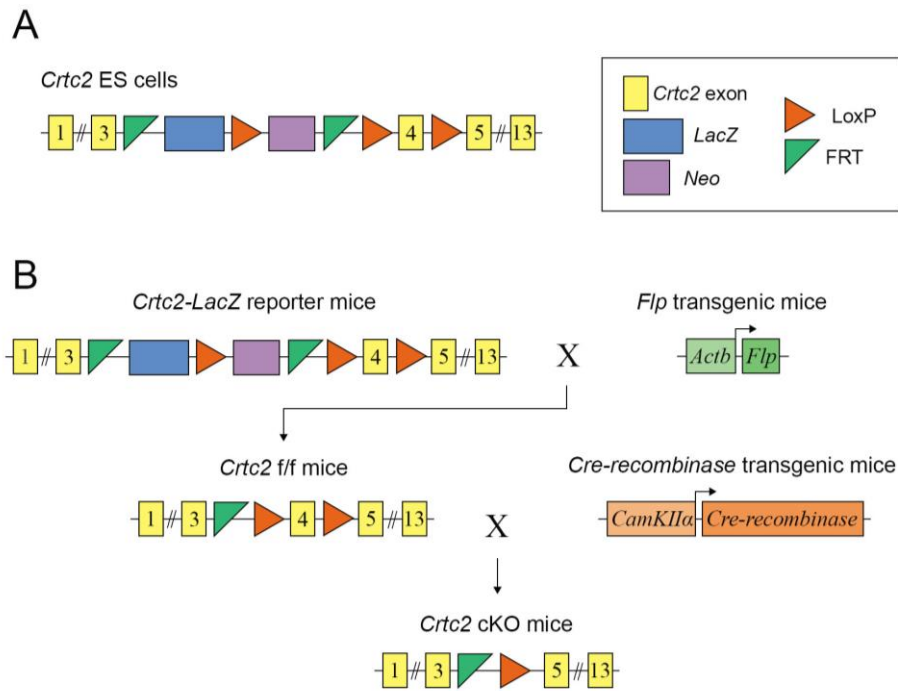 A
Crtc2 ES cells
1 // 3 4 5 // 13
Crtc2 exon
LacZ
Neo
LoxP
FRT
B
Crtc2-LacZ reporter mice
Flp transgenic mice
1 // 3 4 5 // 13
X
Actb Flp
Crtc2 f/f mice
Cre-recombinase transgenic mice
1 // 3 4 5 // 13
X
CamKIIα Cre-recombinase
Crtc2 cKO mice
1 // 3 5 // 13